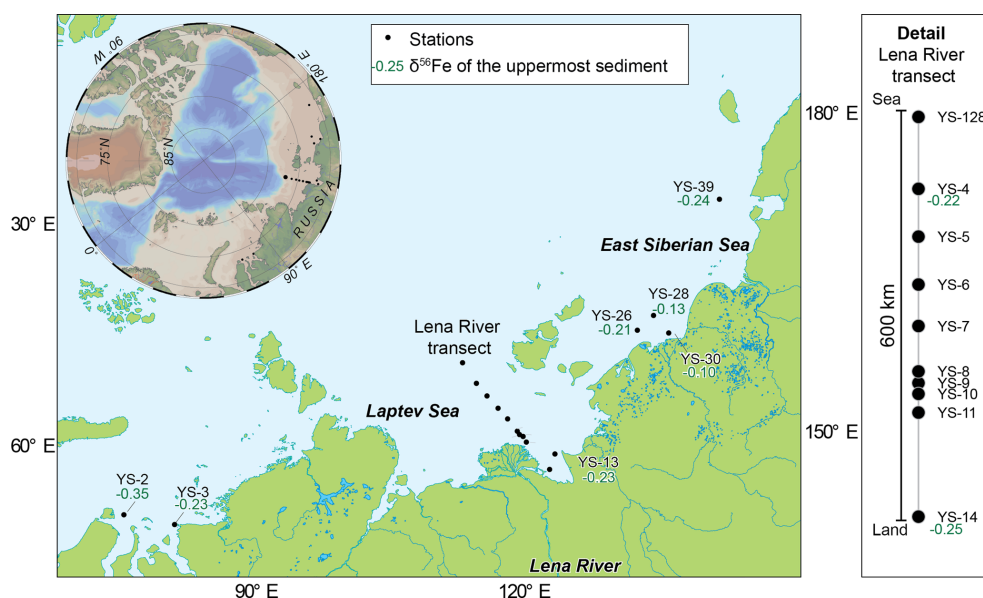 90° W
180° E
75°N
85°N
RUSSIA
0°
90° E
Stations
-0.25 δ⁵⁶Fe of the uppermost sediment
30° E
60° E
90° E
120° E
150° E
180° E
YS-39
-0.24
East Siberian Sea
YS-28
-0.13
YS-26
-0.21
YS-30
-0.10
Lena River
transect
Laptev Sea
YS-13
-0.23
YS-2
-0.35
YS-3
-0.23
Lena River
Detail
Lena River
transect
Sea
600 km
Land
YS-128
YS-4
-0.22
YS-5
YS-6
YS-7
YS-8
YS-9
YS-10
YS-11
YS-14
-0.25